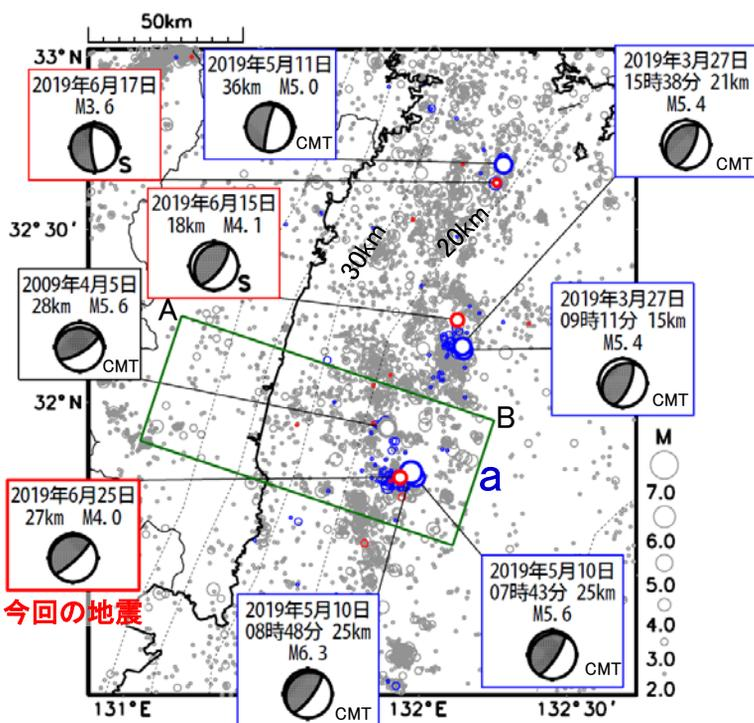 50km
33°N
2019年6月17日
M3.6
S
2019年5月11日
36km M5.0
CMT
2019年3月27日
15時38分 21km
M5.4
CMT
2019年6月15日
18km M4.1
S
32°30′
30km
20km
2009年4月5日
28km M5.6
CMT
A
2019年3月27日
09時11分 15km
M5.4
CMT
32°N
B
a
M
7.0
6.0
5.0
4.0
3.0
2.0
2019年6月25日
27km M4.0
今回の地震
2019年5月10日
07時43分 25km
M5.6
CMT
2019年5月10日
08時48分 25km
M6.3
CMT
131°E
132°E
132°30′